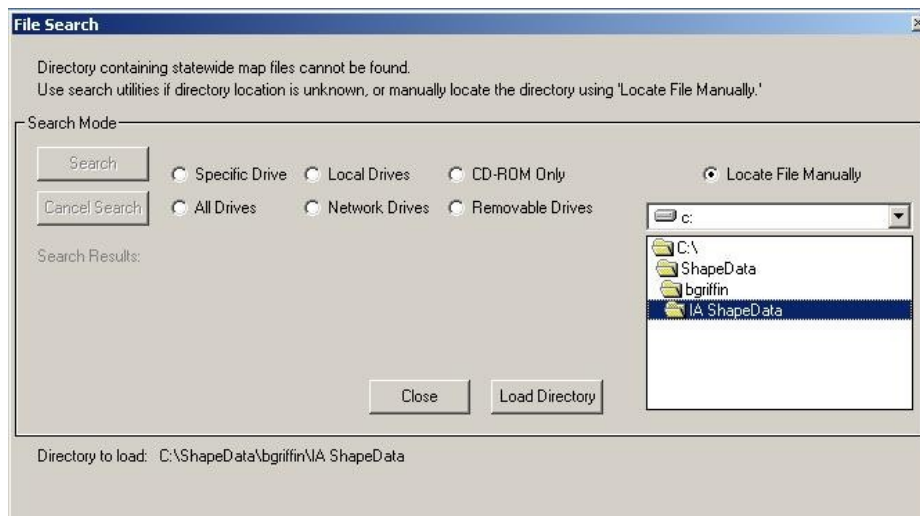 File Search
Directory containing statewide map files cannot be found.
Use search utilities if directory location is unknown, or manually locate the directory using 'Locate File Manually.'
Search Mode
Search
Specific Drive
Local Drives
CD-ROM Only
Locate File Manually
Cancel Search
All Drives
Network Drives
Removable Drives
c:
Search Results:
C:\
ShapeData
bgriffin
IA ShapeData
Close
Load Directory
Directory to load: C:\ShapeData\bgriffin\IA ShapeData